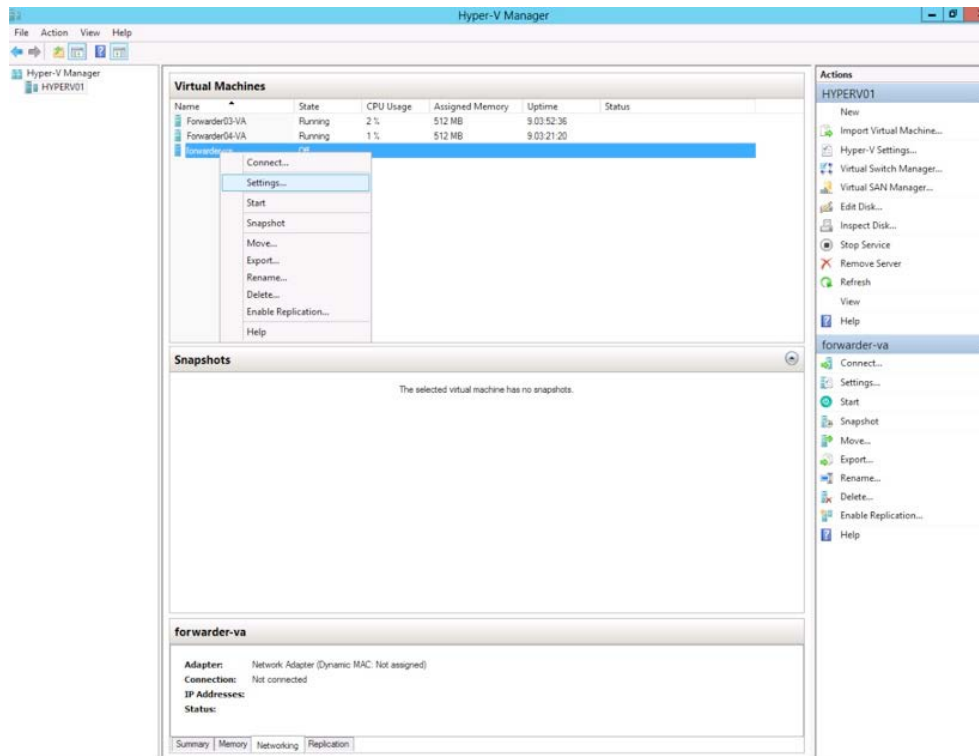 Hyper-V Manager
File Action View Help
Hyper-V Manager
HYPERV01
Virtual Machines
Name State CPU Usage Assigned Memory Uptime Status
Forwarder03-VA Running 2 % 512 MB 9.03:52:36
Forwarder04-VA Running 1 % 512 MB 9.03:21:20
forwarder-va Off
Connect...
Settings...
Start
Snapshot
Move...
Export...
Rename...
Delete...
Enable Replication...
Help
Snapshots
The selected virtual machine has no snapshots.
forwarder-va
Adapter: Network Adapter (Dynamic MAC: Not assigned)
Connection: Not connected
IP Addresses:
Status:
Summary Memory Networking Replication
Actions
HYPERV01
New
Import Virtual Machine...
Hyper-V Settings...
Virtual Switch Manager...
Virtual SAN Manager...
Edit Disk...
Inspect Disk...
Stop Service
Remove Server
Refresh
View
Help
forwarder-va
Connect...
Settings...
Start
Snapshot
Move...
Export...
Rename...
Delete...
Enable Replication...
Help